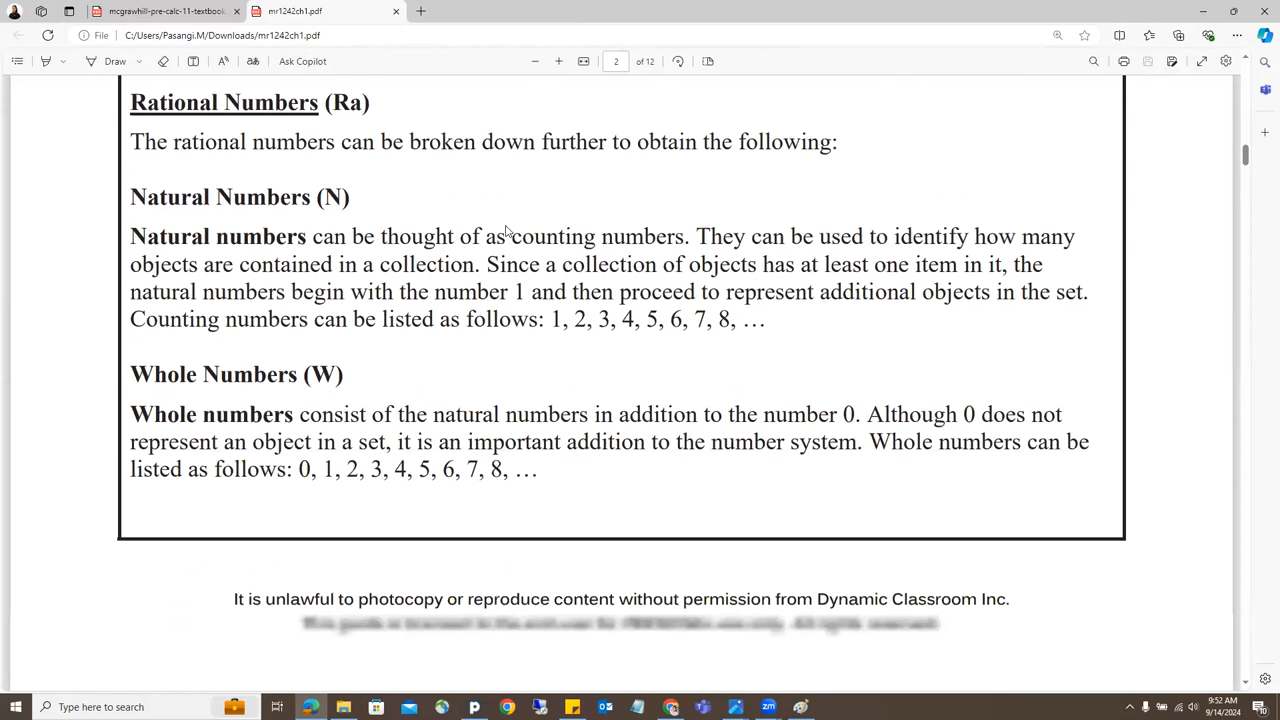 mcgrawhill-pre-calc-11-textbook
mr1242ch1.pdf
File
C:/Users/Pasangi.M/Downloads/mr1242ch1.pdf
Draw
Ask Copilot
2
of 12
Rational Numbers (Ra)
The rational numbers can be broken down further to obtain the following:
Natural Numbers (N)
Natural numbers can be thought of as counting numbers. They can be used to identify how many
objects are contained in a collection. Since a collection of objects has at least one item in it, the
natural numbers begin with the number 1 and then proceed to represent additional objects in the set.
Counting numbers can be listed as follows: 1, 2, 3, 4, 5, 6, 7, 8, …
Whole Numbers (W)
Whole numbers consist of the natural numbers in addition to the number 0. Although 0 does not
represent an object in a set, it is an important addition to the number system. Whole numbers can be
listed as follows: 0, 1, 2, 3, 4, 5, 6, 7, 8, …
It is unlawful to photocopy or reproduce content without permission from Dynamic Classroom Inc.
Type here to search
9:52 AM
9/14/2024